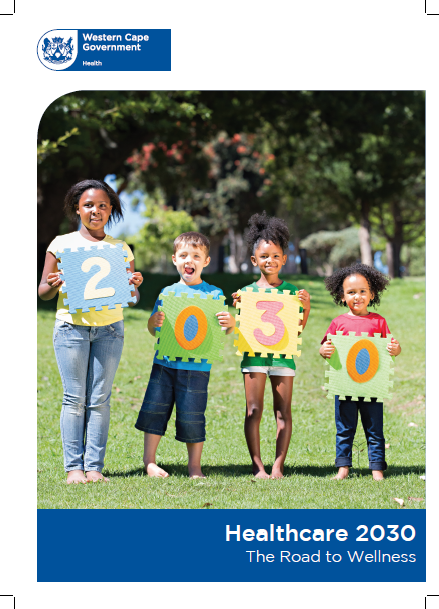 Western Cape
Government
Health
2 0 3 0
Healthcare 2030
The Road to Wellness